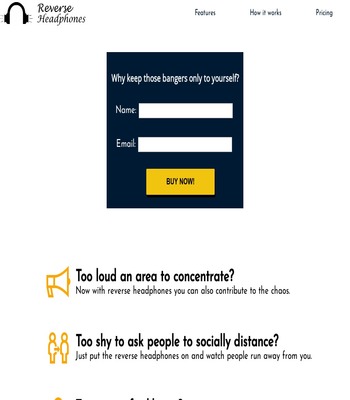 Reverse
Headphones
Features
How it works
Pricing
Why keep those bangers only to yourself?
Name:
Email:
BUY NOW!
Too loud an area to concentrate?
Now with reverse headphones you can also contribute to the chaos.
Too shy to ask people to socially distance?
Just put the reverse headphones on and watch people run away from you.